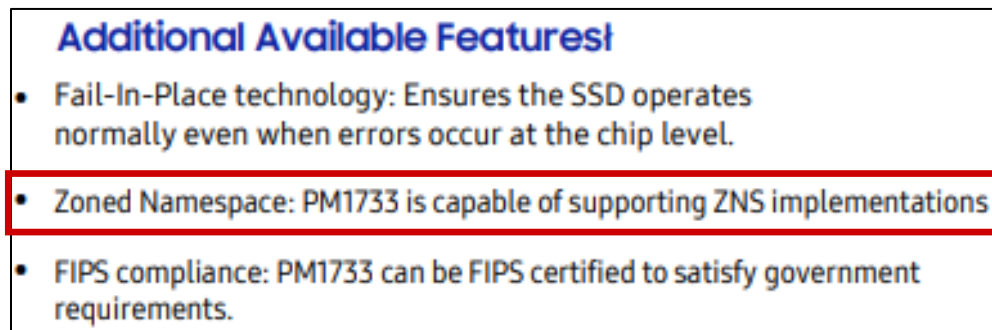 Additional Available Features‡
• Fail-In-Place technology: Ensures the SSD operates
normally even when errors occur at the chip level.
• Zoned Namespace: PM1733 is capable of supporting ZNS implementations
• FIPS compliance: PM1733 can be FIPS certified to satisfy government
requirements.